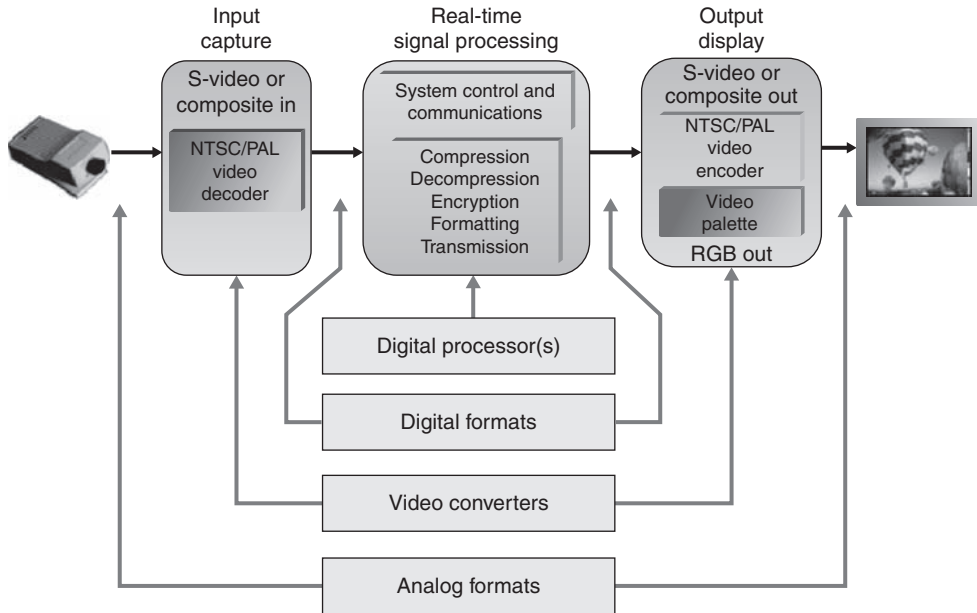 Input
capture
Real-time
signal processing
Output
display
S-video or
composite in
NTSC/PAL
video
decoder
System control and
communications
Compression
Decompression
Encryption
Formatting
Transmission
S-video or
composite out
NTSC/PAL
video
encoder
Video
palette
RGB out
Digital processor(s)
Digital formats
Video converters
Analog formats